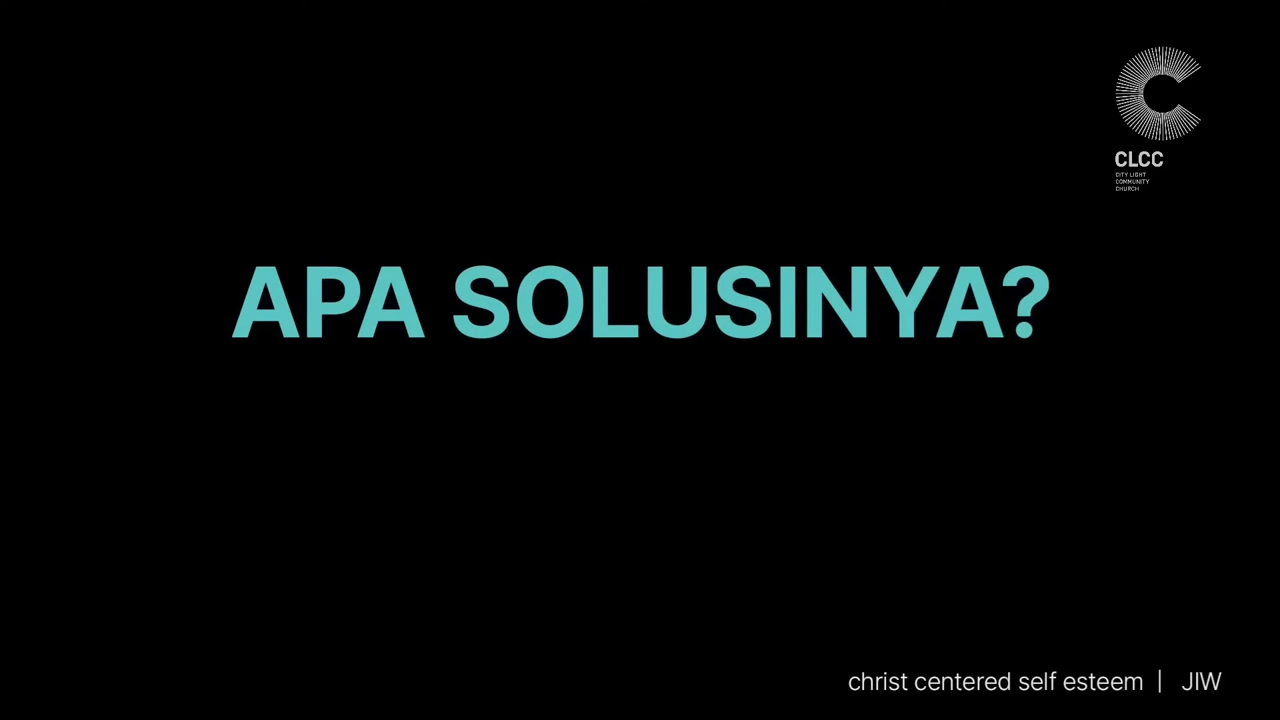 CLCC
CITY LIGHT
COMMUNITY
CHURCH
APA SOLUSINYA?
christ centered self esteem | JIW